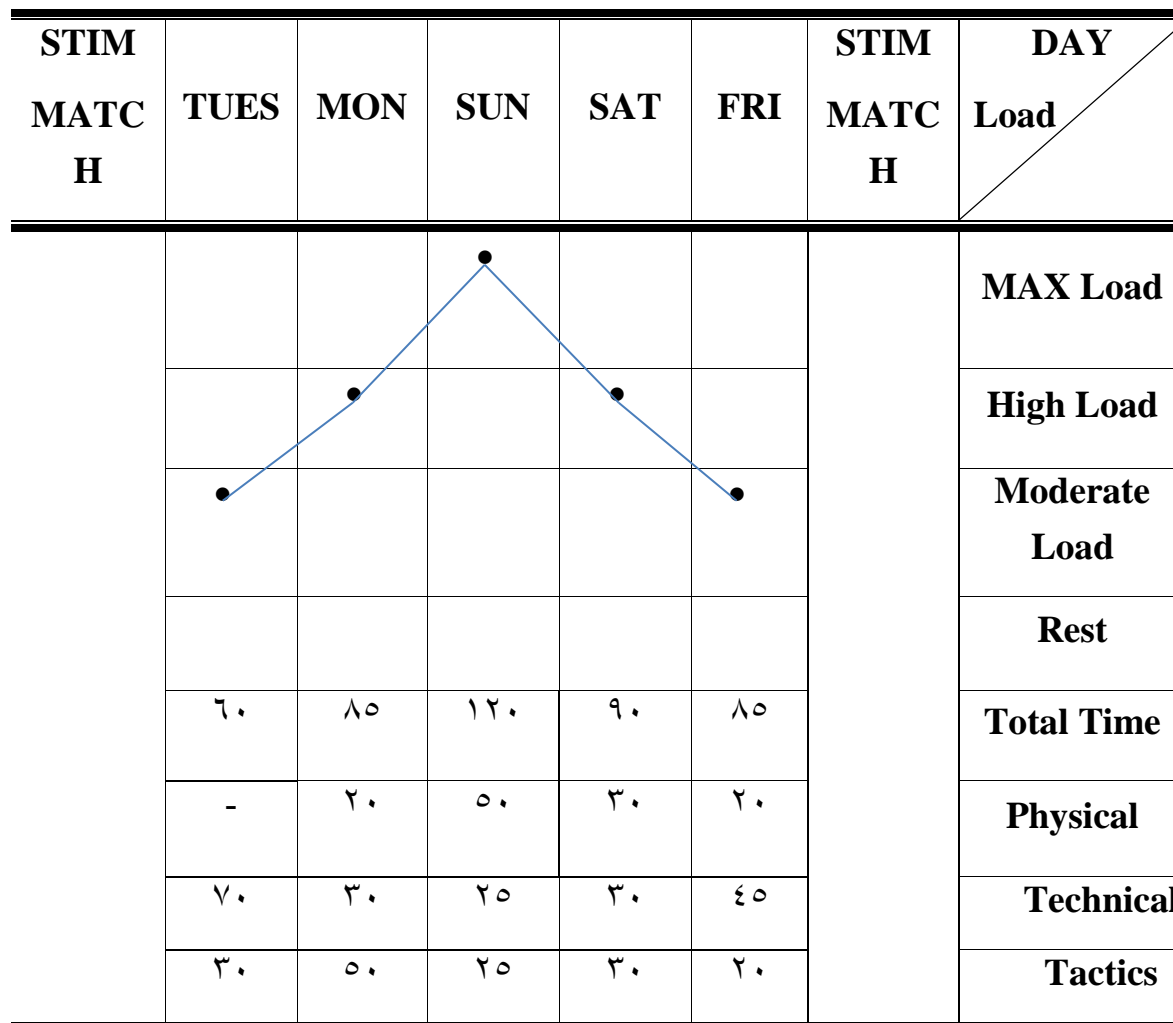 STIM
MATC
H
TUES
MON
SUN
SAT
FRI
STIM
MATC
H
DAY
Load
MAX Load
High Load
Moderate
Load
Rest
٦٠ ٨٥ ١٢٠ ٩٠ ٨٥ Total Time
- ٢٠ ٥٠ ٣٠ ٢٠ Physical
٧٠ ٣٠ ٢٥ ٣٠ ٤٥ Technical
٣٠ ٥٠ ٢٥ ٣٠ ٢٠ Tactics